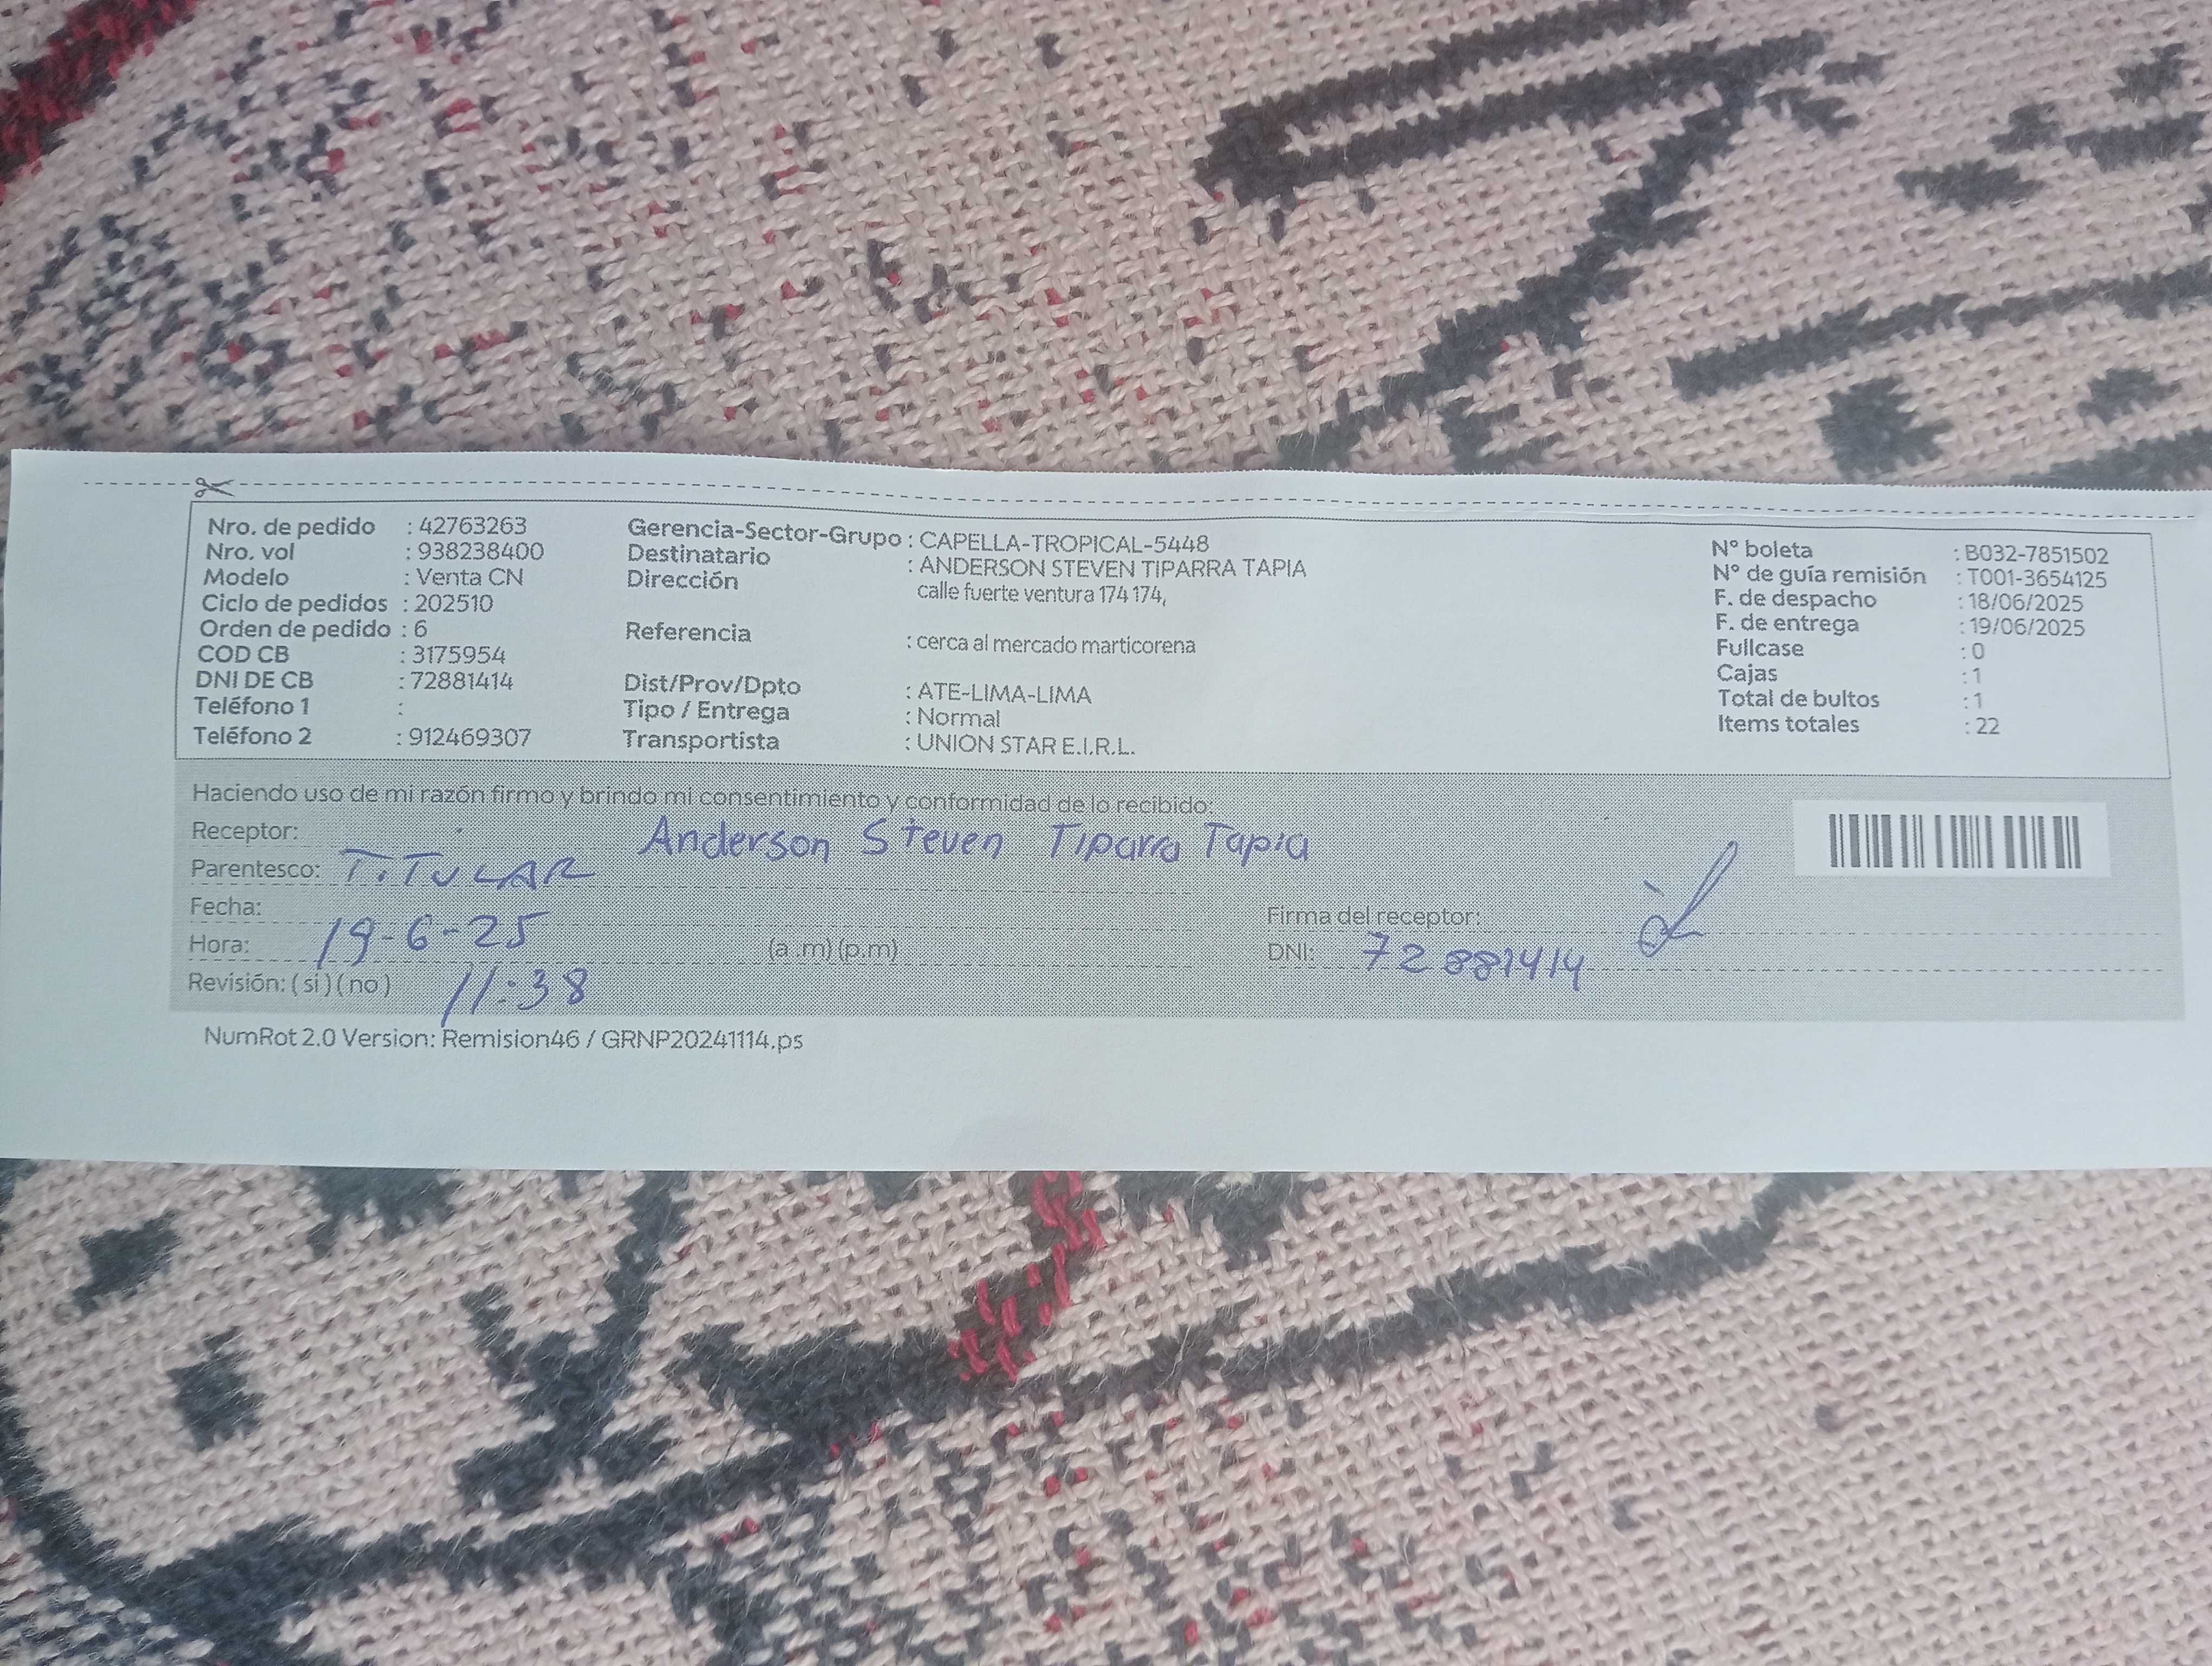 Nro. de pedido : 42763263
Nro. vol : 938238400
Modelo : Venta CN
Ciclo de pedidos : 202510
Orden de pedido : 6
COD CB : 3175954
DNI DE CB : 72881414
Teléfono 1 :
Teléfono 2 : 912469307
Gerencia-Sector-Grupo : CAPELLA-TROPICAL-5448
Destinatario : ANDERSON STEVEN TIPARRA TAPIA
Dirección calle fuerte ventura 174 174,
Referencia : cerca al mercado marticorena
Dist/Prov/Dpto : ATE-LIMA-LIMA
Tipo / Entrega : Normal
Transportista : UNION STAR E.I.R.L.
N° boleta : B032-7851502
N° de guía remisión : T001-3654125
F. de despacho : 18/06/2025
F. de entrega : 19/06/2025
Fullcase : 0
Cajas : 1
Total de bultos : 1
Items totales : 22
Haciendo uso de mi razón firmo y brindo mi consentimiento y conformidad de lo recibido:
Receptor: Anderson Steven Tiparra Tapia
Parentesco: TITULAR
Fecha: 19-6-25
Firma del receptor:
Hora: 11:38 (a .m) (p.m)
DNI: 72881414
Revisión: ( si ) ( no )
NumRot 2.0 Version: Remision46 / GRNP20241114.ps